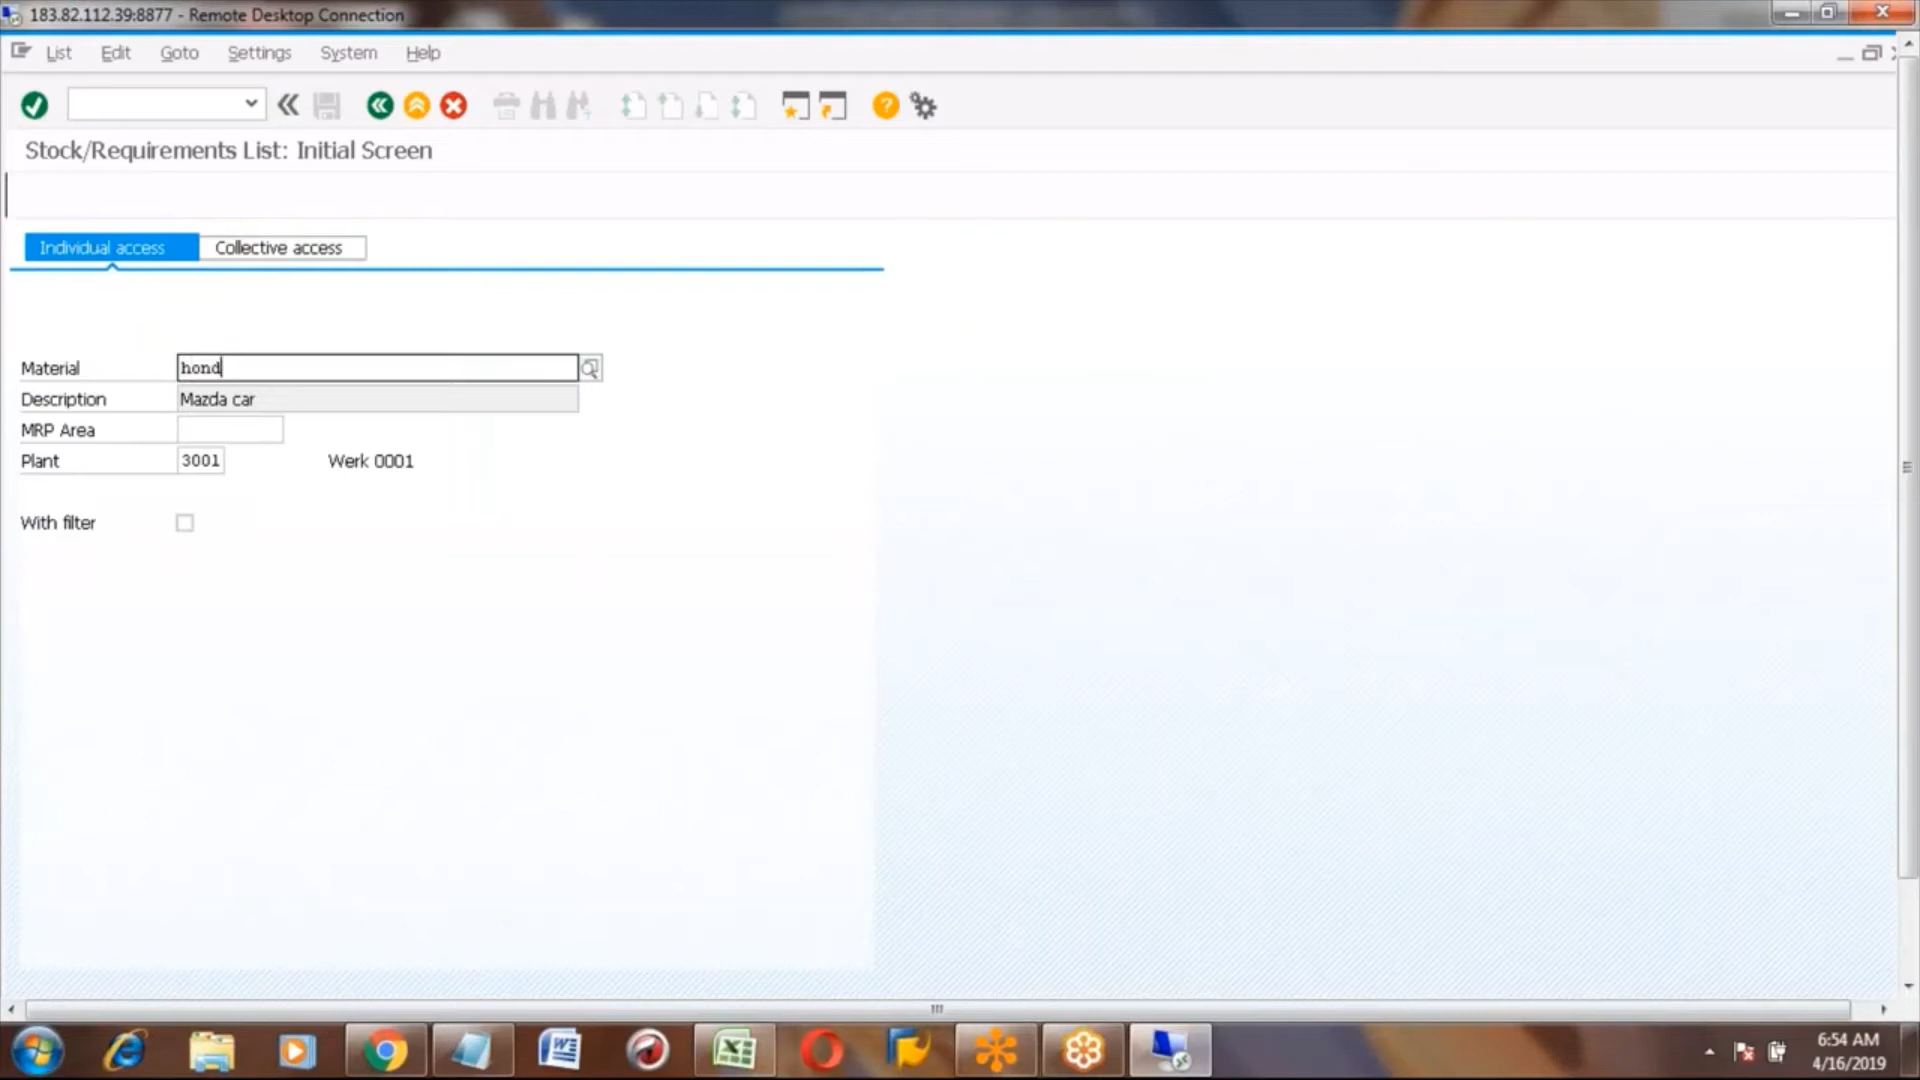 183.82.112.39:8877 - Remote Desktop Connection
List Edit Goto Settings System Help
Stock/Requirements List: Initial Screen
Individual access Collective access
Material hond
Description Mazda car
MRP Area
Plant 3001 Werk 0001
With filter
6:54 AM
4/16/2019